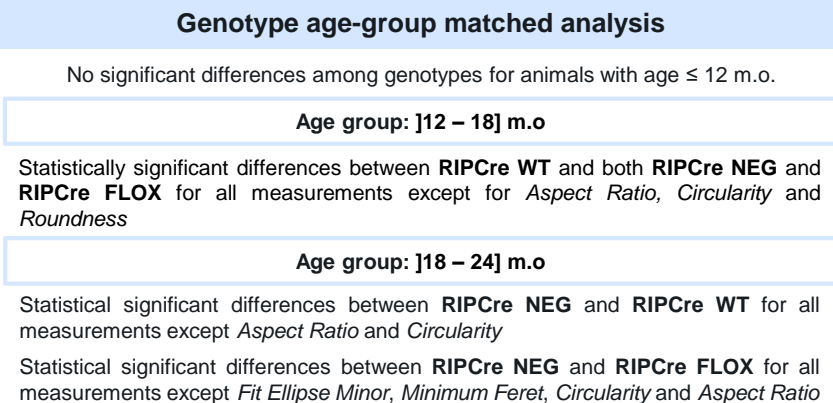 Genotype age-group matched analysis
No significant differences among genotypes for animals with age ≤ 12 m.o.
Age group: ]12 – 18] m.o
Statistically significant differences between RIPCre WT and both RIPCre NEG and
RIPCre FLOX for all measurements except for Aspect Ratio, Circularity and
Roundness
Age group: ]18 – 24] m.o
Statistical significant differences between RIPCre NEG and RIPCre WT for all
measurements except Aspect Ratio and Circularity
Statistical significant differences between RIPCre NEG and RIPCre FLOX for all
measurements except Fit Ellipse Minor, Minimum Feret, Circularity and Aspect Ratio